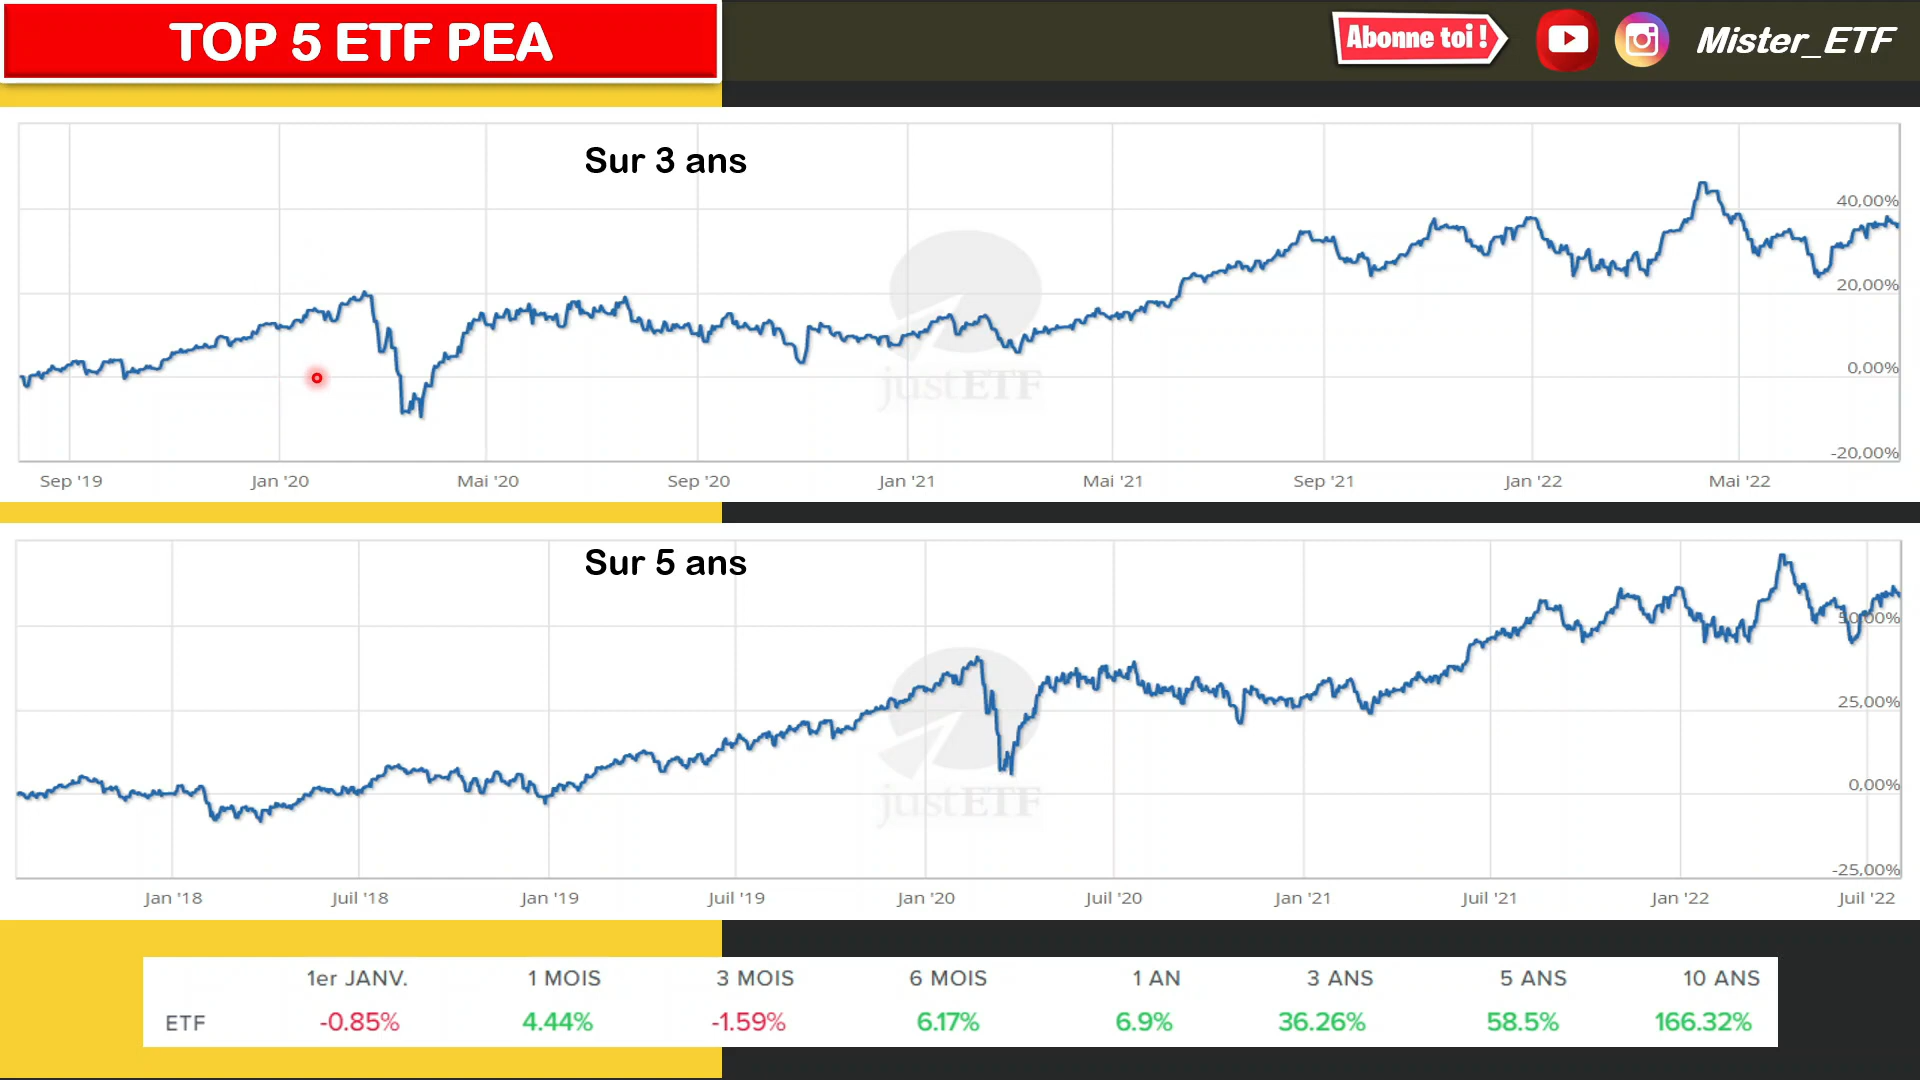 TOP 5 ETF PEA
Abonne toi !
Mister_ETF
Sur 3 ans
40,00%
20,00%
0,00%
-20,00%
justETF
Sep '19 Jan '20 Mai '20 Sep '20 Jan '21 Mai '21 Sep '21 Jan '22 Mai '22
Sur 5 ans
50,00%
25,00%
0,00%
-25,00%
justETF
Jan '18 Juil '18 Jan '19 Juil '19 Jan '20 Juil '20 Jan '21 Juil '21 Jan '22 Juil '22
1er JANV. 1 MOIS 3 MOIS 6 MOIS 1 AN 3 ANS 5 ANS 10 ANS
ETF -0.85% 4.44% -1.59% 6.17% 6.9% 36.26% 58.5% 166.32%